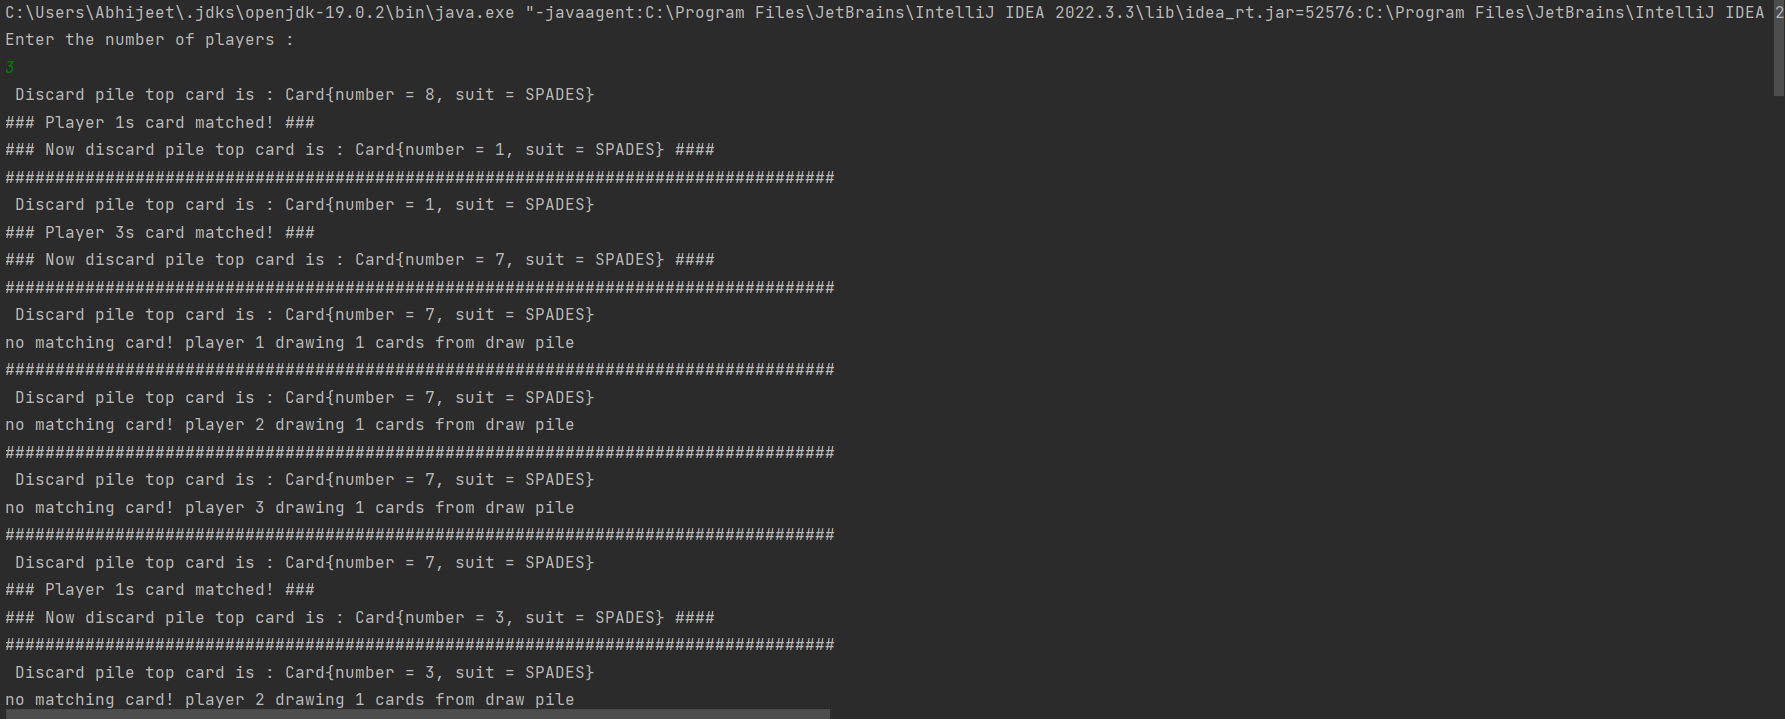 C:\Users\Abhijeet\.jdks\openjdk-19.0.2\bin\java.exe "-javaagent:C:\Program Files\JetBrains\IntelliJ IDEA 2022.3.3\lib\idea_rt.jar=52576:C:\Program Files\JetBrains\IntelliJ IDEA 2
Enter the number of players :
3
Discard pile top card is : Card{number = 8, suit = SPADES}
### Player 1s card matched! ###
### Now discard pile top card is : Card{number = 1, suit = SPADES} ####
###################################################################################
Discard pile top card is : Card{number = 1, suit = SPADES}
### Player 3s card matched! ###
### Now discard pile top card is : Card{number = 7, suit = SPADES} ####
###################################################################################
Discard pile top card is : Card{number = 7, suit = SPADES}
no matching card! player 1 drawing 1 cards from draw pile
###################################################################################
Discard pile top card is : Card{number = 7, suit = SPADES}
no matching card! player 2 drawing 1 cards from draw pile
###################################################################################
Discard pile top card is : Card{number = 7, suit = SPADES}
no matching card! player 3 drawing 1 cards from draw pile
###################################################################################
Discard pile top card is : Card{number = 7, suit = SPADES}
### Player 1s card matched! ###
### Now discard pile top card is : Card{number = 3, suit = SPADES} ####
###################################################################################
Discard pile top card is : Card{number = 3, suit = SPADES}
no matching card! player 2 drawing 1 cards from draw pile